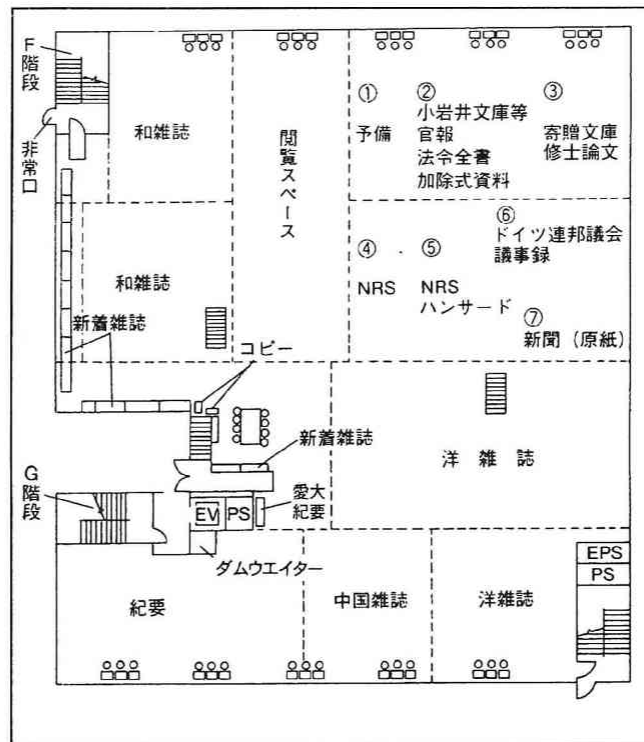 F階段
非常口
和雑誌
閲覧スペース
①
予備
②
小岩井文庫等
官報
法令全書
加除式資料
③
寄贈文庫
修士論文
和雑誌
新着雑誌
④
NRS
⑤
NRS
ハンサード
⑥
ドイツ連邦議会
議事録
⑦
新聞（原紙）
コピー
新着雑誌
洋雑誌
G階段
EV
PS
愛大
紀要
ダムウエイター
EPS
PS
紀要
中国雑誌
洋雑誌